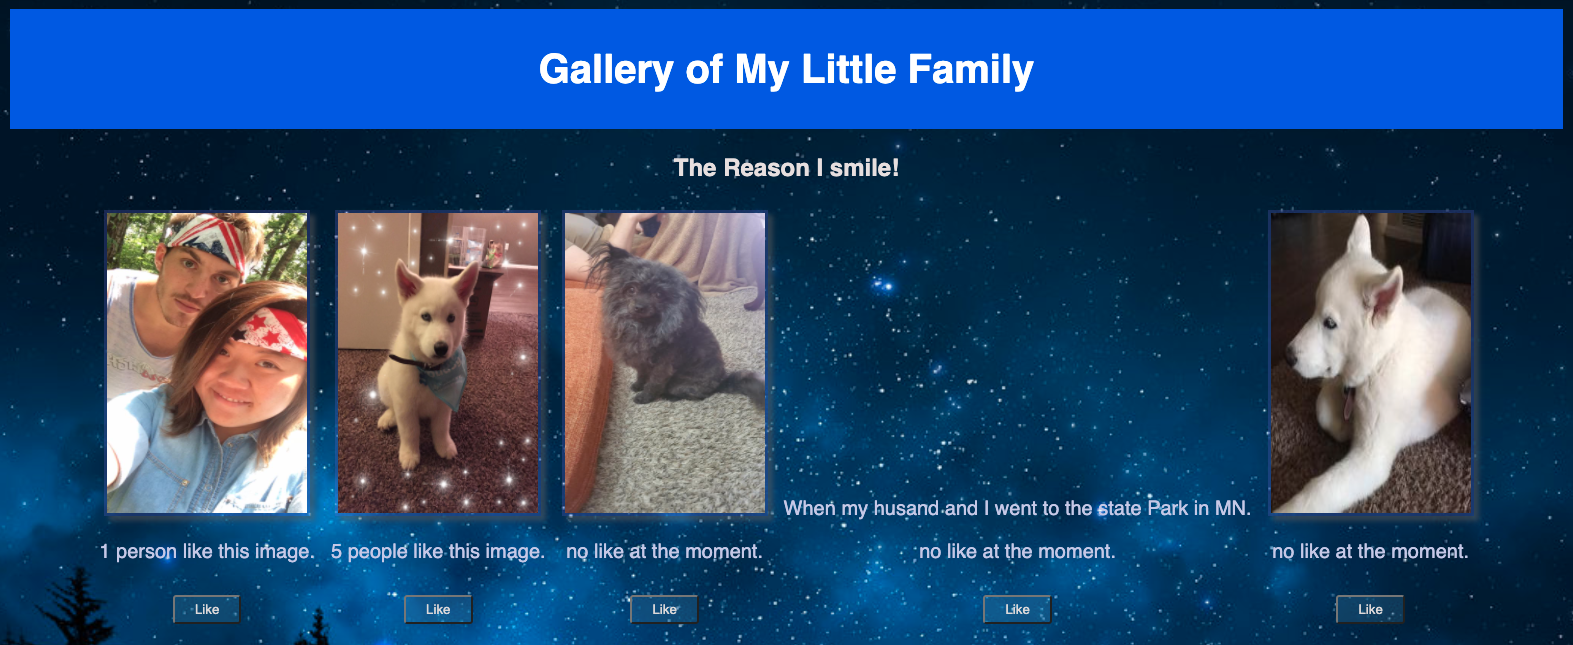 Gallery of My Little Family
The Reason I smile!
When my husand and I went to the state Park in MN.
1 person like this image.
5 people like this image.
no like at the moment.
no like at the moment.
no like at the moment.
Like
Like
Like
Like
Like